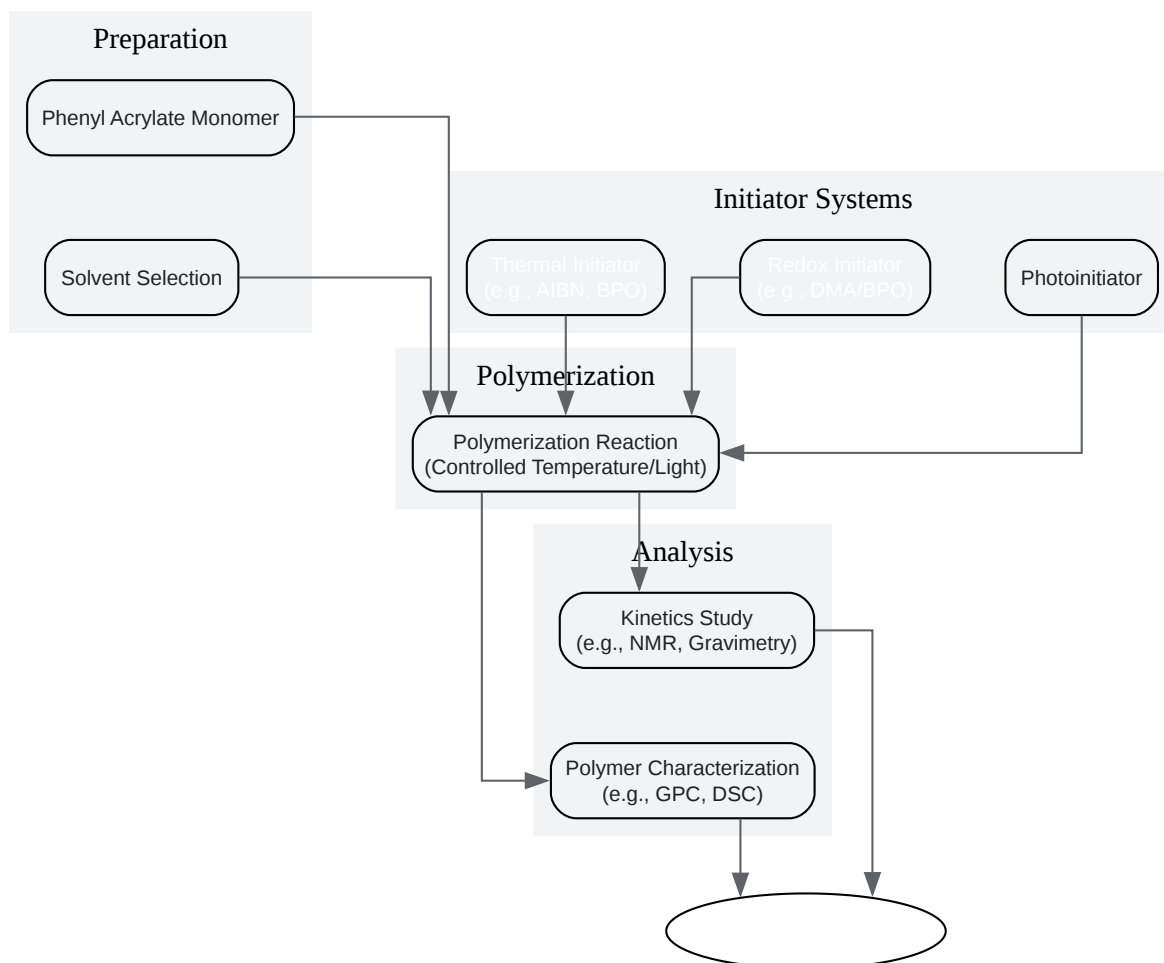 Preparation
Phenyl Acrylate Monomer
Solvent Selection
Initiator Systems
Thermal Initiator
(e.g., AIBN, BPO)
Redox Initiator
(e.g., DMA/BPO)
Photoinitiator
Polymerization
Polymerization Reaction
(Controlled Temperature/Light)
Analysis
Kinetics Study
(e.g., NMR, Gravimetry)
Polymer Characterization
(e.g., GPC, DSC)